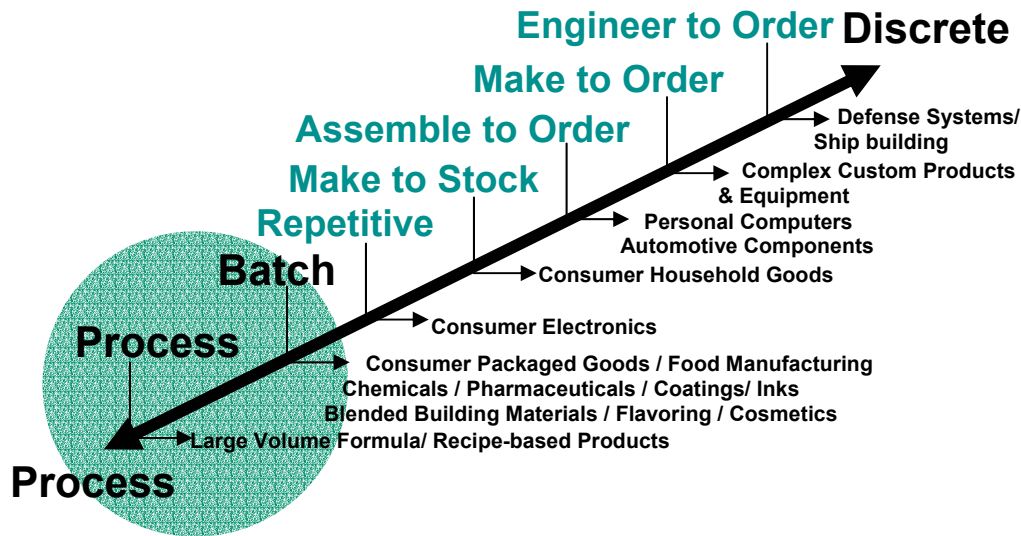 Engineer to Order Discrete
Make to Order
Defense Systems/
Ship building
Assemble to Order
Complex Custom Products
& Equipment
Make to Stock
Personal Computers
Automotive Components
Repetitive
Consumer Household Goods
Batch
Consumer Electronics
Process
Consumer Packaged Goods / Food Manufacturing
Chemicals / Pharmaceuticals / Coatings/ Inks
Blended Building Materials / Flavoring / Cosmetics
Large Volume Formula/ Recipe-based Products
Process